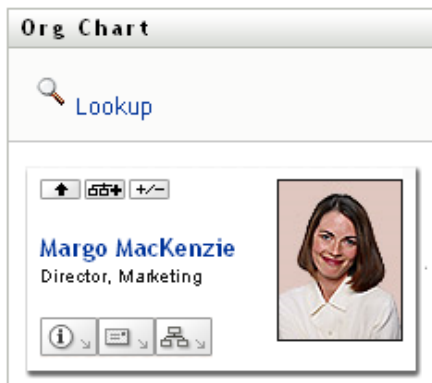 Org Chart
Lookup
+/-
Margo MacKenzie
Director, Marketing